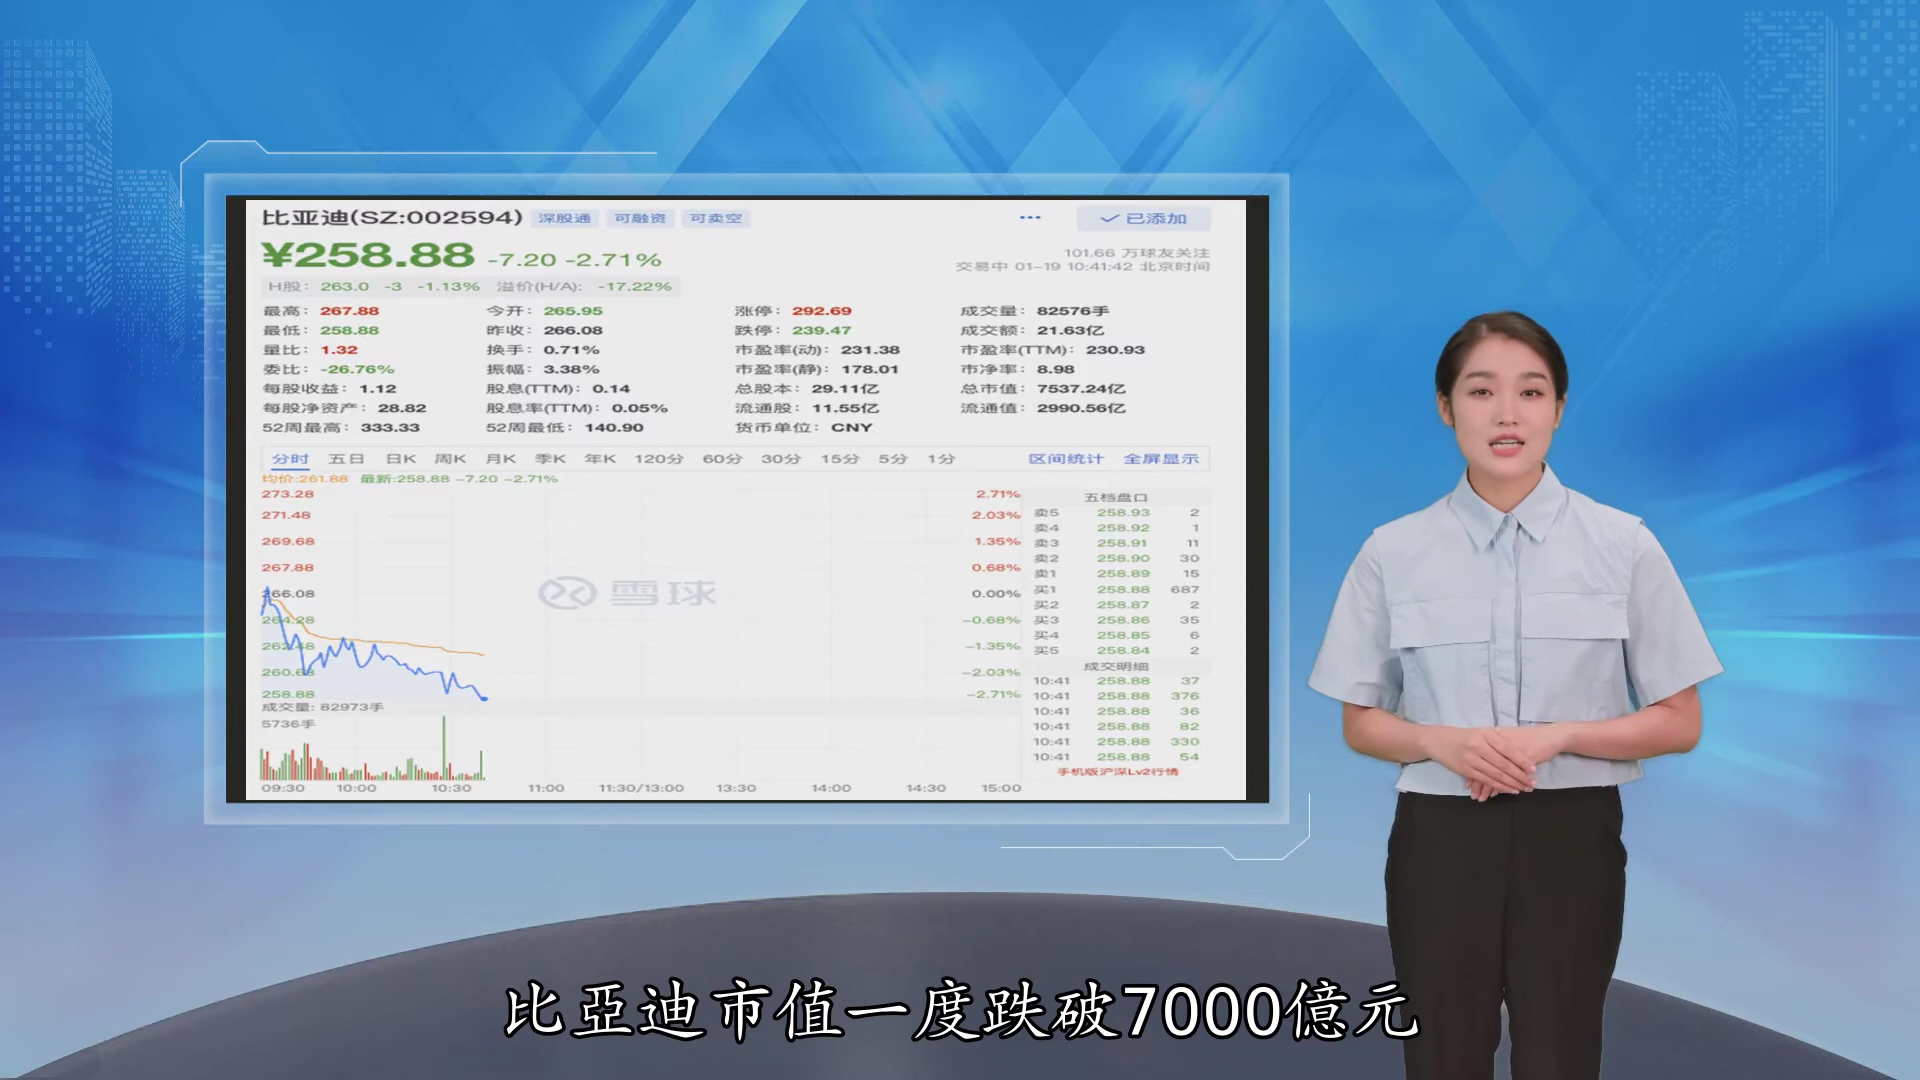 比亚迪(SZ:002594) 深股通 可融资 可卖空 ••• 已添加
¥258.88 -7.20 -2.71%
101.66 万球友关注
交易中 01-19 10:41:42 北京时间
H股: 263.0 -3 -1.13% 溢价(H/A): -17.22%
最高: 267.88 今开: 265.95 涨停: 292.69 成交量: 82576手
最低: 258.88 昨收: 266.08 跌停: 239.47 成交额: 21.63亿
量比: 1.32 换手: 0.71% 市盈率(动): 231.38 市盈率(TTM): 230.93
委比: -26.76% 振幅: 3.38% 市盈率(静): 178.01 市净率: 8.98
每股收益: 1.12 股息(TTM): 0.14 总股本: 29.11亿 总市值: 7537.24亿
每股净资产: 28.82 股息率(TTM): 0.05% 流通股: 11.55亿 流通值: 2990.56亿
52周最高: 333.33 52周最低: 140.90 货币单位: CNY
分时 五日 日K 周K 月K 季K 年K 120分 60分 30分 15分 5分 1分 区间统计 全屏显示
均价:261.88 最新:258.88 -7.20 -2.71%
273.28 2.71%
271.48 2.03%
269.68 1.35%
267.88 0.68%
266.08 0.00%
264.28 -0.68%
262.48 -1.35%
260.68 -2.03%
258.88 -2.71%
雪球
成交量: 82973手
5736手
09:30 10:00 10:30 11:00 11:30/13:00 13:30 14:00 14:30 15:00
五档盘口
卖5 258.93 2
卖4 258.92 1
卖3 258.91 11
卖2 258.90 30
卖1 258.89 15
买1 258.88 687
买2 258.87 2
买3 258.86 35
买4 258.85 6
买5 258.84 2
成交明细
10:41 258.88 37
10:41 258.88 376
10:41 258.88 36
10:41 258.88 82
10:41 258.88 330
10:41 258.88 54
手机版沪深Lv2行情
比亞迪市值一度跌破7000億元